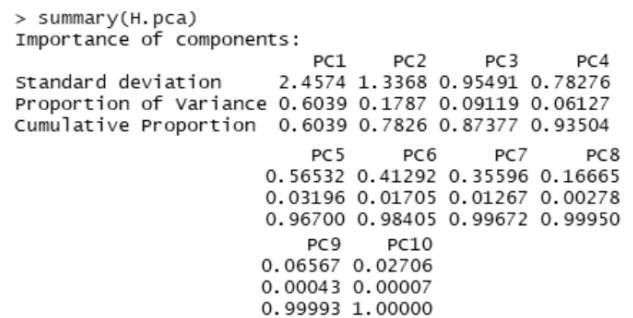 > summary(H.pca)
Importance of components:
PC1 PC2 PC3 PC4
Standard deviation 2.4574 1.3368 0.95491 0.78276
Proportion of Variance 0.6039 0.1787 0.09119 0.06127
Cumulative Proportion 0.6039 0.7826 0.87377 0.93504
PC5 PC6 PC7 PC8
0.56532 0.41292 0.35596 0.16665
0.03196 0.01705 0.01267 0.00278
0.96700 0.98405 0.99672 0.99950
PC9 PC10
0.06567 0.02706
0.00043 0.00007
0.99993 1.00000